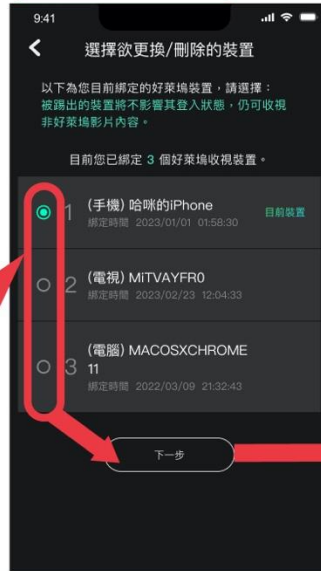 9:41
選擇欲更換/刪除的裝置
以下為您目前綁定的好萊塢裝置，請選擇：
被踢出的裝置將不影響其登入狀態，仍可收視
非好萊塢影片內容。
目前您已綁定 3 個好萊塢收視裝置。
1 (手機) 哈咪的iPhone 目前裝置
綁定時間 2023/01/01 01:58:30
2 (電視) MiTVAYFR0
綁定時間 2023/02/23 12:04:33
3 (電腦) MACOSXCHROME
11
綁定時間 2022/03/09 21:32:43
下一步